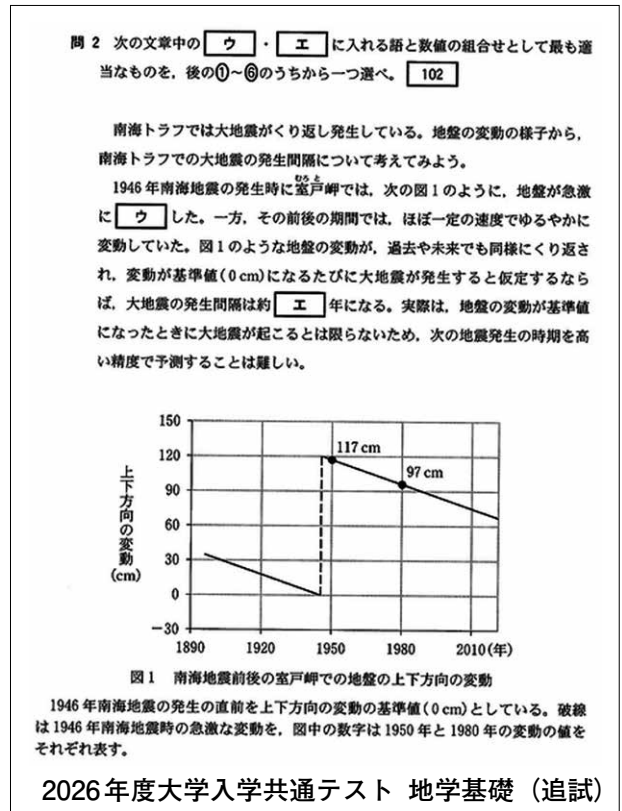 問2 次の文章中の ウ ・ エ に入れる語と数値の組合せとして最も適
当なものを，後の①～⑥のうちから一つ選べ。 102
南海トラフでは大地震がくり返し発生している。地盤の変動の様子から，
南海トラフでの大地震の発生間隔について考えてみよう。
1946年南海地震の発生時に室戸岬では，次の図1のように，地盤が急激
に ウ した。一方，その前後の期間では，ほぼ一定の速度でゆるやかに
変動していた。図1のような地盤の変動が，過去や未来でも同様にくり返さ
れ，変動が基準値(0cm)になるたびに大地震が発生すると仮定するなら
ば，大地震の発生間隔は約 エ 年になる。実際は，地盤の変動が基準値
になったときに大地震が起こるとは限らないため，次の地震発生の時期を高
い精度で予測することは難しい。
上下方向の変動(cm)
150
120
90
60
30
0
−30
117 cm
97 cm
1890 1920 1950 1980 2010(年)
図1 南海地震前後の室戸岬での地盤の上下方向の変動
1946年南海地震の発生の直前を上下方向の変動の基準値(0cm)としている。破線
は1946年南海地震時の急激な変動を，図中の数字は1950年と1980年の変動の値を
それぞれ表す。
2026年度大学入学共通テスト 地学基礎（追試）